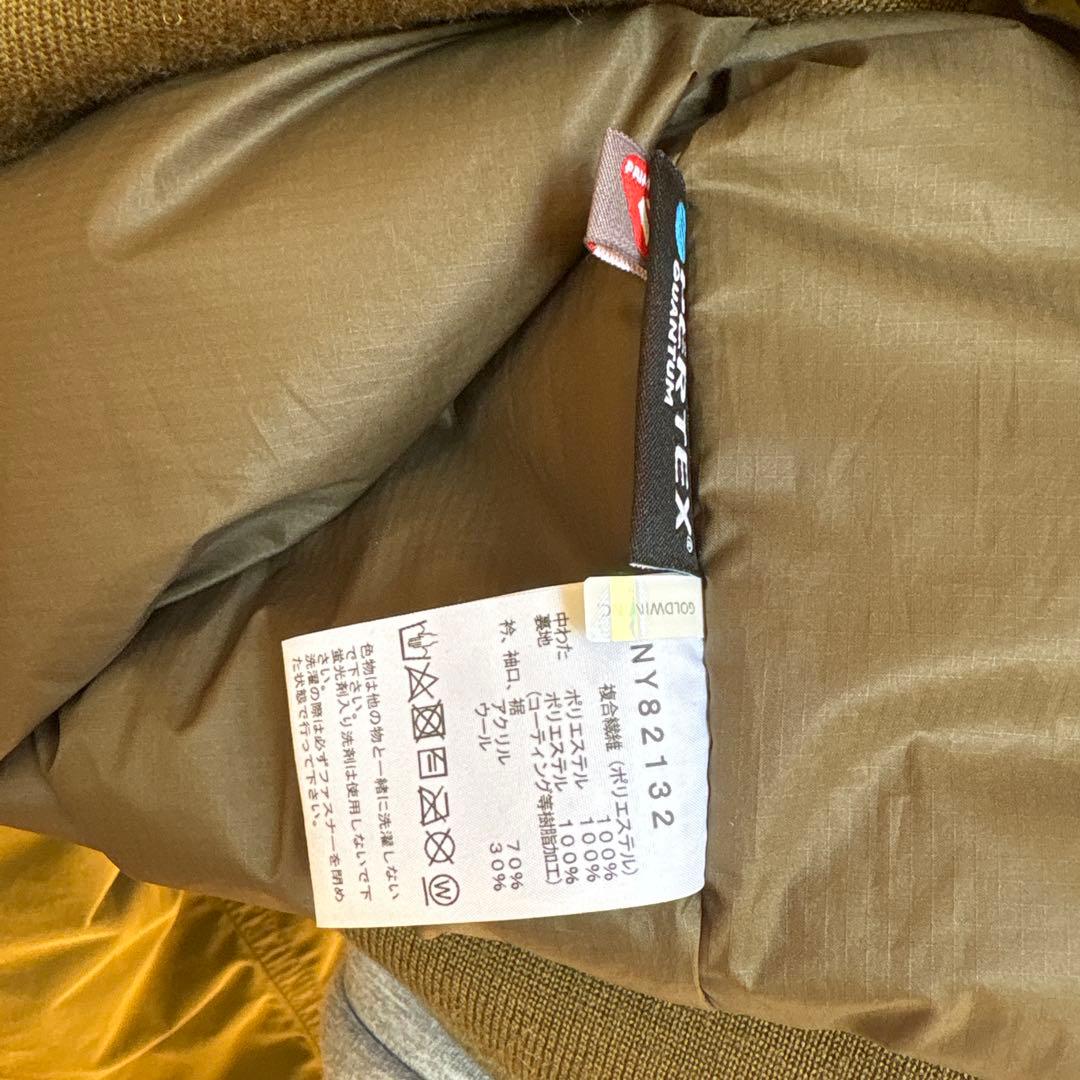 PERTEX®
QUANTUM
GOLDWIN INC
NY82132
複合繊維(ポリエステル) 100%
中わた ポリエステル 100%
裏地 ポリエステル 100%
(コーティング等樹脂加工)
衿、袖口、裾 アクリル 70%
ウール 30%
W
色物は他の物と一緒に洗濯しない
で下さい。
蛍光剤入り洗剤は使用しないで下
さい。
洗濯の際は必ずファスナーを閉め
た状態で行って下さい。